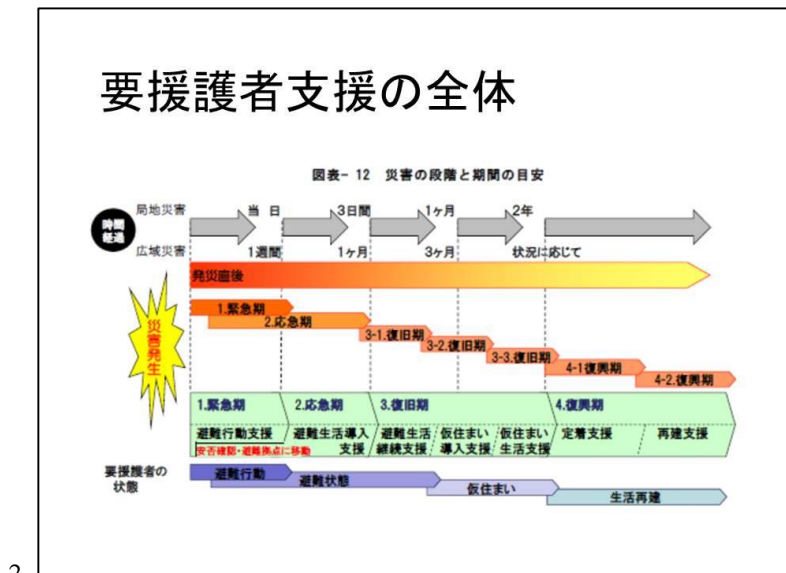 要援護者支援の全体
図表- 12 災害の段階と期間の目安
時間
経過
局地災害 当 日 3日間 1ヶ月 2年
広域災害 1週間 1ヶ月 3ヶ月 状況に応じて
発災直後
災害発生
1.緊急期
2.応急期
3-1.復旧期
3-2.復旧期
3-3.復旧期
4-1復興期
4-2.復興期
1.緊急期 2.応急期 3.復旧期 4.復興期
避難行動支援 避難生活導入 避難生活 仮住まい 仮住まい 定着支援 再建支援
安否確認・避難拠点に移動 支援 継続支援 導入支援 生活支援
要援護者の
状態
避難行動
避難状態
仮住まい
生活再建
2